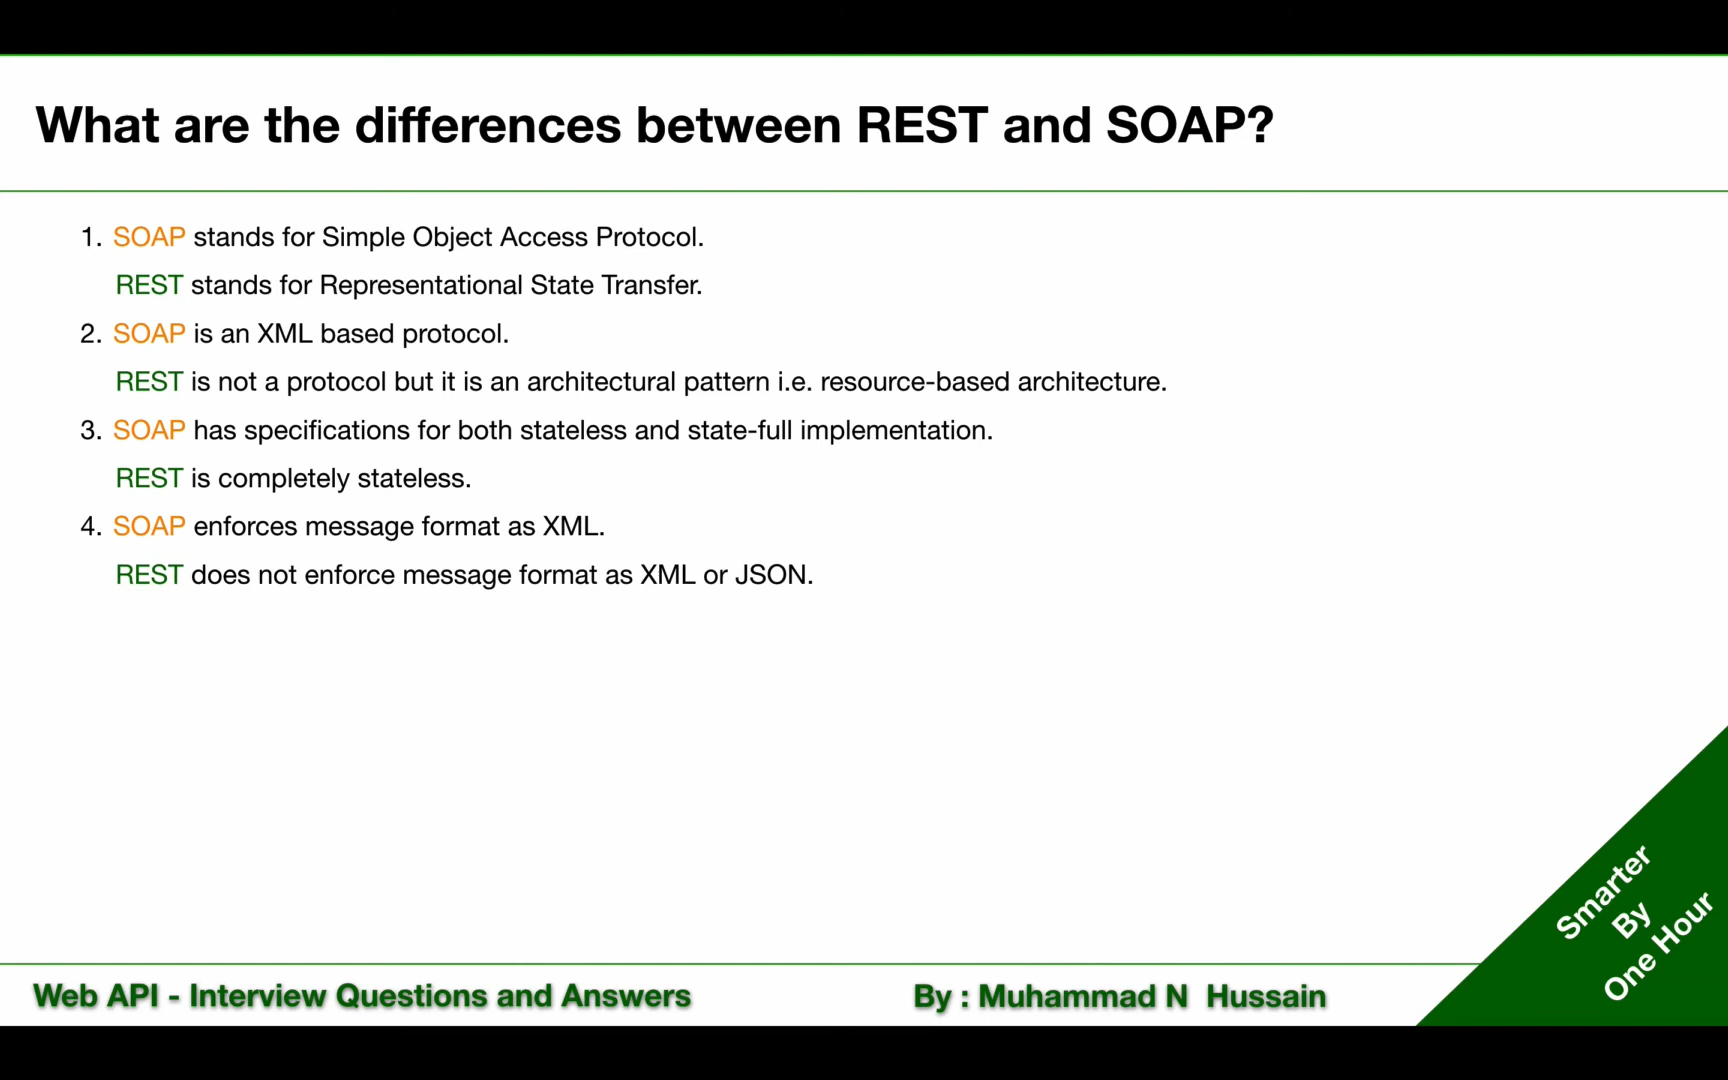 What are the differences between REST and SOAP?
1. SOAP stands for Simple Object Access Protocol.
REST stands for Representational State Transfer.
2. SOAP is an XML based protocol.
REST is not a protocol but it is an architectural pattern i.e. resource-based architecture.
3. SOAP has specifications for both stateless and state-full implementation.
REST is completely stateless.
4. SOAP enforces message format as XML.
REST does not enforce message format as XML or JSON.
Smarter
By
One Hour
Web API - Interview Questions and Answers
By : Muhammad N Hussain